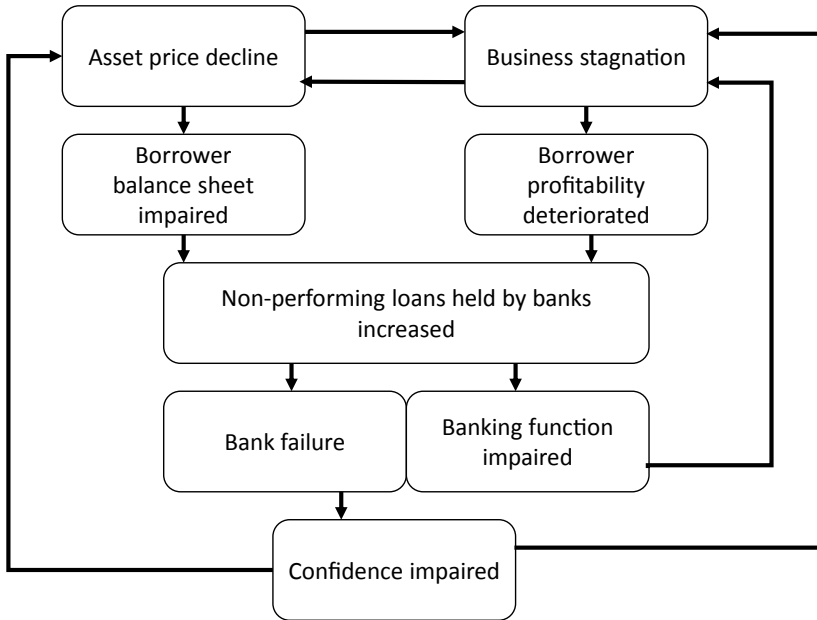 Asset price decline
Business stagnation
Borrower
balance sheet
impaired
Borrower
profitability
deteriorated
Non-performing loans held by banks
increased
Bank failure
Banking function
impaired
Confidence impaired